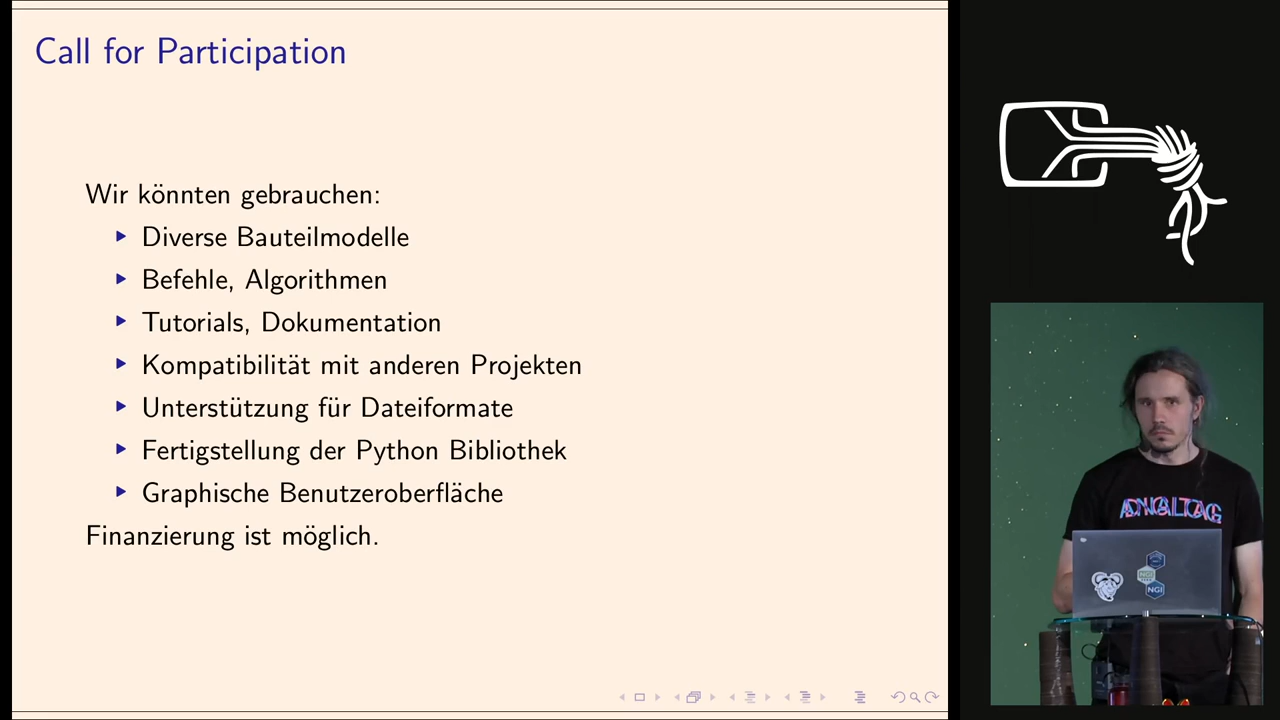 Call for Participation
Wir könnten gebrauchen:
Diverse Bauteilmodelle
Befehle, Algorithmen
Tutorials, Dokumentation
Kompatibilität mit anderen Projekten
Unterstützung für Dateiformate
Fertigstellung der Python Bibliothek
Graphische Benutzeroberfläche
Finanzierung ist möglich.
NGI